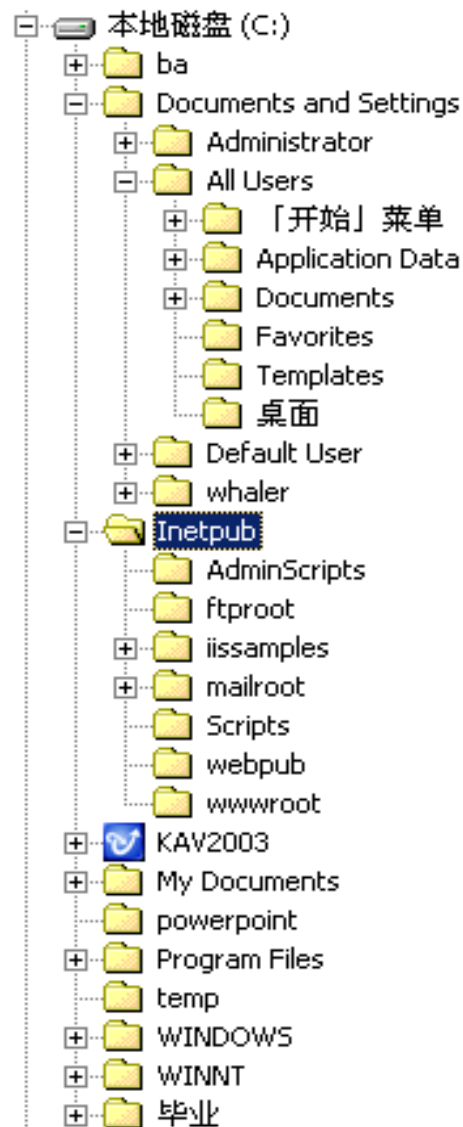 本地磁盘 (C:)
ba
Documents and Settings
Administrator
All Users
「开始」菜单
Application Data
Documents
Favorites
Templates
桌面
Default User
whaler
Inetpub
AdminScripts
ftproot
iissamples
mailroot
Scripts
webpub
wwwroot
KAV2003
My Documents
powerpoint
Program Files
temp
WINDOWS
WINNT
毕业